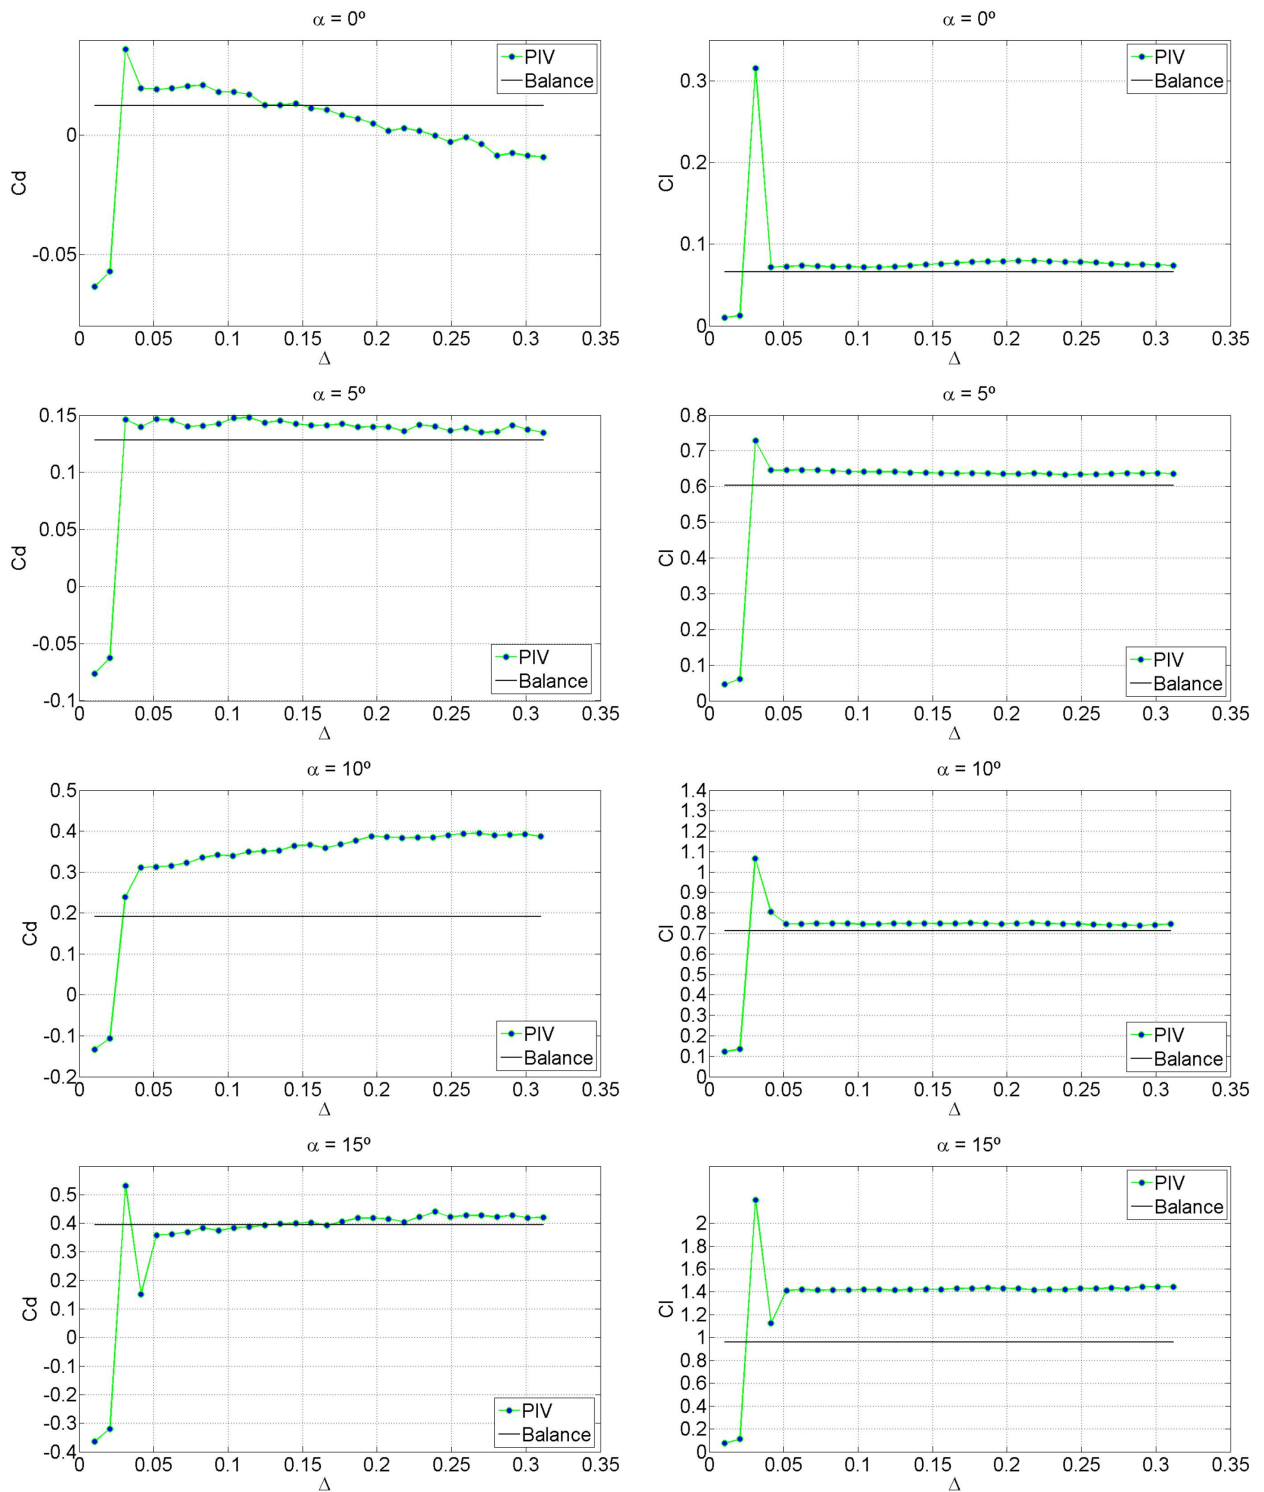 α = 0º
PIV
Balance
0
-0.05
Cd
0 0.05 0.1 0.15 0.2 0.25 0.3 0.35
Δ
α = 0º
PIV
Balance
0.3
0.2
0.1
0
Cl
0 0.05 0.1 0.15 0.2 0.25 0.3 0.35
Δ
α = 5º
0.15
0.1
0.05
0
-0.05
-0.1
Cd
PIV
Balance
0 0.05 0.1 0.15 0.2 0.25 0.3 0.35
Δ
α = 5º
0.8
0.7
0.6
0.5
0.4
0.3
0.2
0.1
0
Cl
PIV
Balance
0 0.05 0.1 0.15 0.2 0.25 0.3 0.35
Δ
α = 10º
0.5
0.4
0.3
0.2
0.1
0
-0.1
-0.2
Cd
PIV
Balance
0 0.05 0.1 0.15 0.2 0.25 0.3 0.35
Δ
α = 10º
1.4
1.3
1.2
1.1
1
0.9
0.8
0.7
0.6
0.5
0.4
0.3
0.2
0.1
0
Cl
PIV
Balance
0 0.05 0.1 0.15 0.2 0.25 0.3 0.35
Δ
α = 15º
0.5
0.4
0.3
0.2
0.1
0
-0.1
-0.2
-0.3
-0.4
Cd
PIV
Balance
0 0.05 0.1 0.15 0.2 0.25 0.3 0.35
Δ
α = 15º
PIV
Balance
2
1.8
1.6
1.4
1.2
1
0.8
0.6
0.4
0.2
0
Cl
0 0.05 0.1 0.15 0.2 0.25 0.3 0.35
Δ